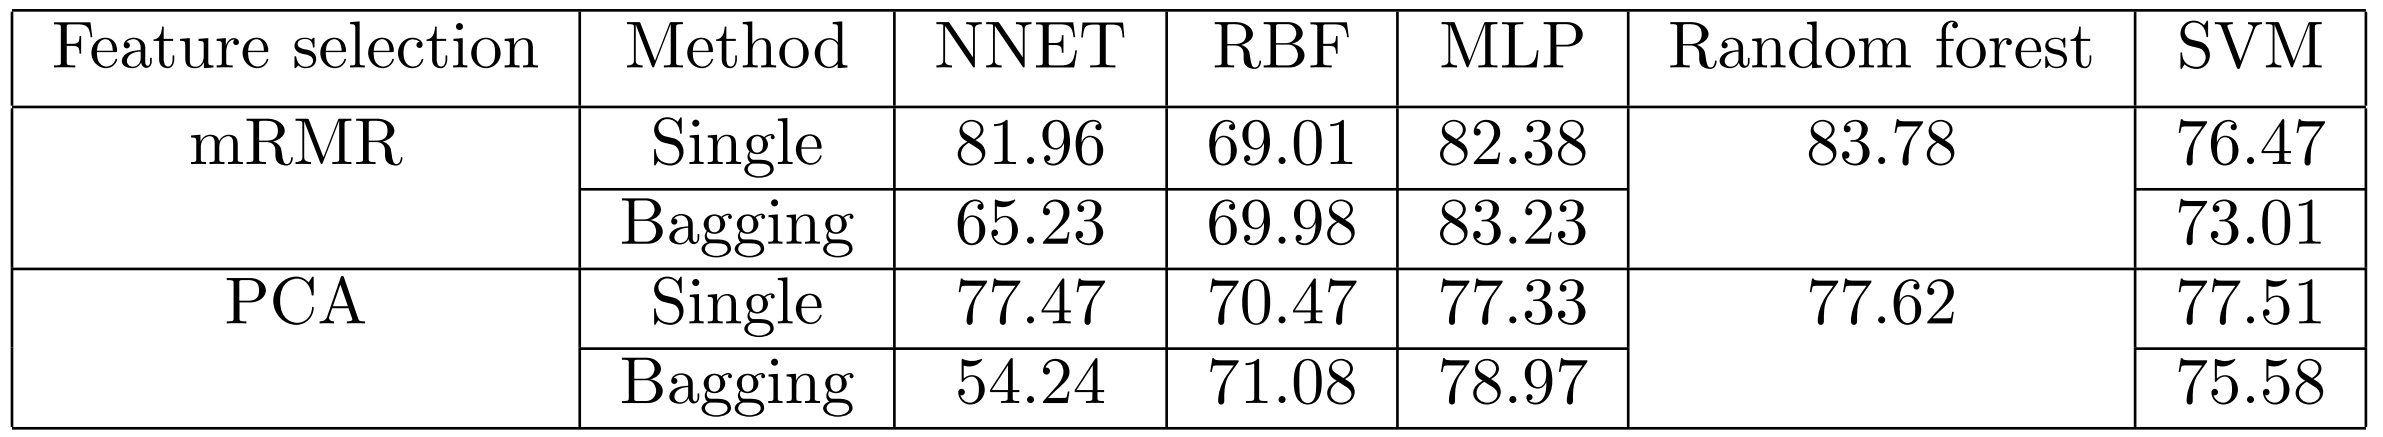 Feature selection Method NNET RBF MLP Random forest SVM
mRMR Single 81.96 69.01 82.38 83.78 76.47
Bagging 65.23 69.98 83.23 73.01
PCA Single 77.47 70.47 77.33 77.62 77.51
Bagging 54.24 71.08 78.97 75.58